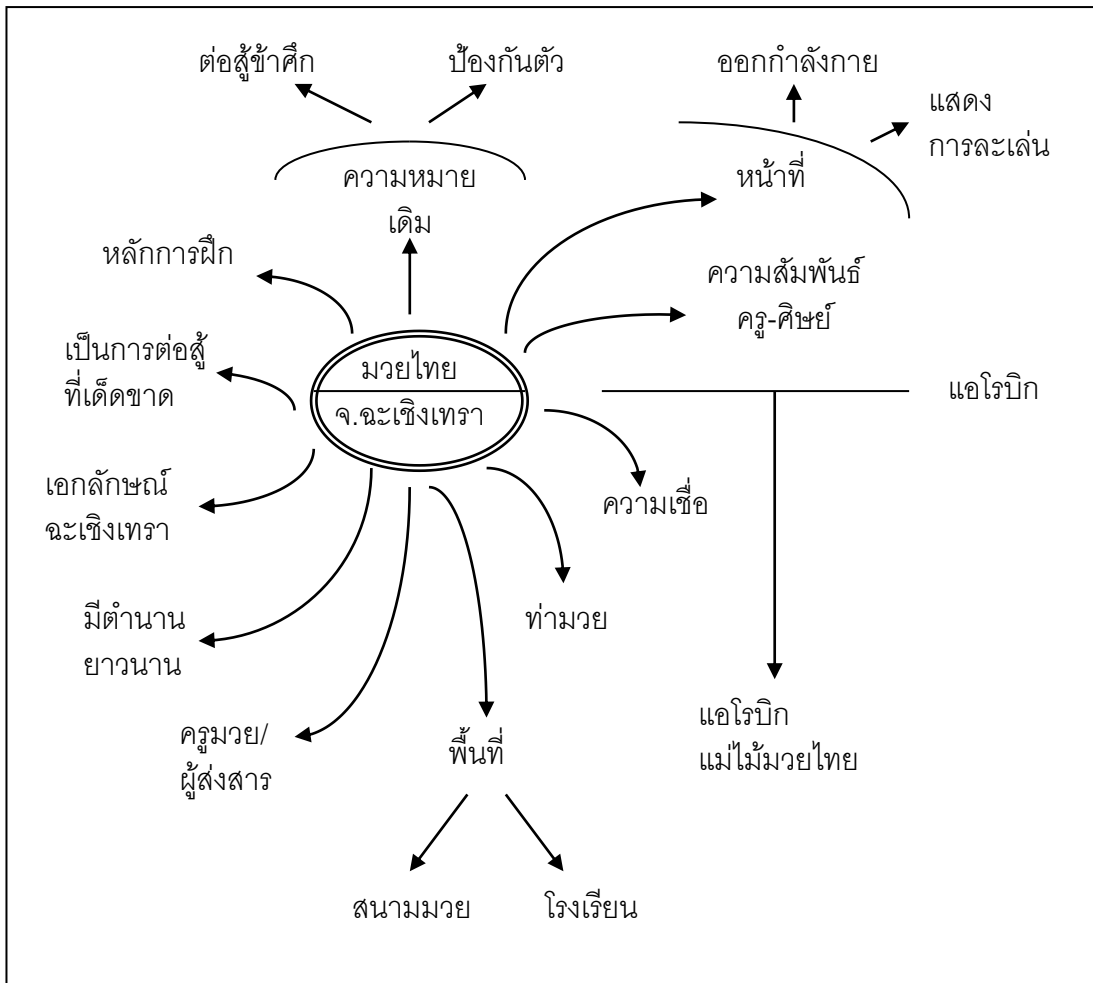 ต่อสู้ข้าศึก
ป้องกันตัว
ออกกำลังกาย
แสดง
การละเล่น
ความหมาย
เดิม
หน้าที่
หลักการฝึก
ความสัมพันธ์
ครู-ศิษย์
เป็นการต่อสู้
ที่เด็ดขาด
มวยไทย
จ.ฉะเชิงเทรา
แอโรบิก
เอกลักษณ์
ฉะเชิงเทรา
ความเชื่อ
มีตำนาน
ยาวนาน
ท่ามวย
ครูมวย/
ผู้ส่งสาร
พื้นที่
แอโรบิก
แม่ไม้มวยไทย
สนามมวย
โรงเรียน